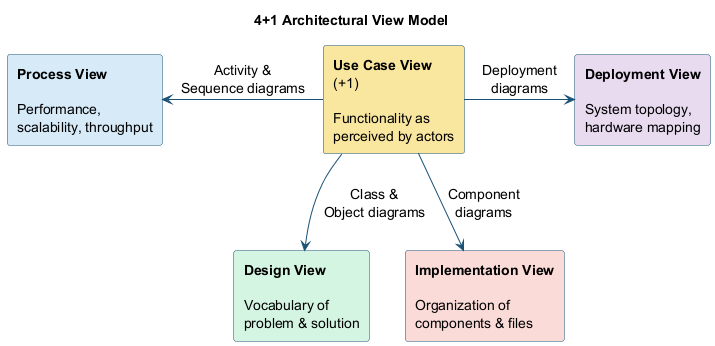 4+1 Architectural View Model
Process View
Performance,
scalability, throughput
Activity &
Sequence diagrams
Use Case View
(+1)
Functionality as
perceived by actors
Deployment
diagrams
Deployment View
System topology,
hardware mapping
Class &
Object diagrams
Component
diagrams
Design View
Vocabulary of
problem & solution
Implementation View
Organization of
components & files